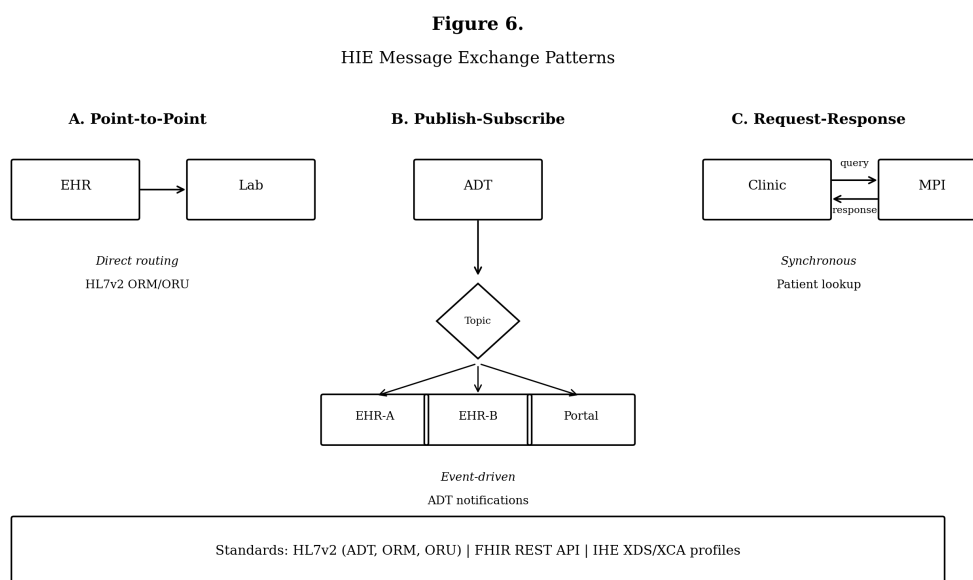 Figure 6.
HIE Message Exchange Patterns
A. Point-to-Point
EHR
Lab
Direct routing
HL7v2 ORM/ORU
B. Publish-Subscribe
ADT
Topic
EHR-A
EHR-B
Portal
Event-driven
ADT notifications
C. Request-Response
Clinic
query
response
MPI
Synchronous
Patient lookup
Standards: HL7v2 (ADT, ORM, ORU) | FHIR REST API | IHE XDS/XCA profiles